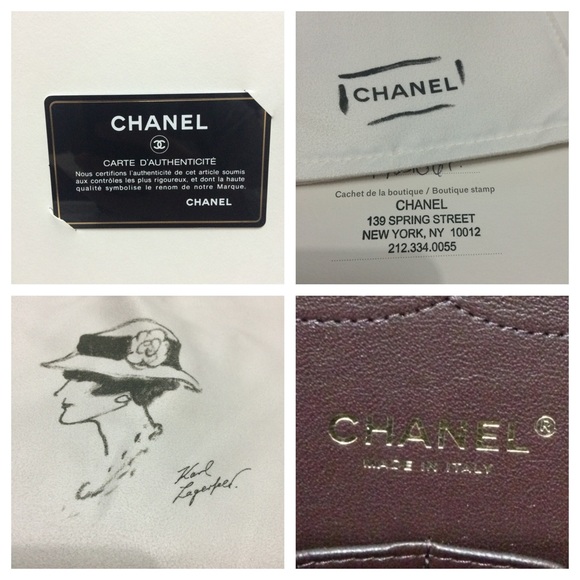 CHANEL
CARTE D'AUTHENTICITÉ
Nous certifions l'authenticité de cet article soumis
aux contrôles les plus rigoureux, et dont la haute
qualité symbolise le renom de notre Marque.
CHANEL
CHANEL
Cachet de la boutique / Boutique stamp
CHANEL
139 SPRING STREET
NEW YORK, NY 10012
212.334.0055
Karl
Lagerfeld.
CHANEL®
MADE IN ITALY